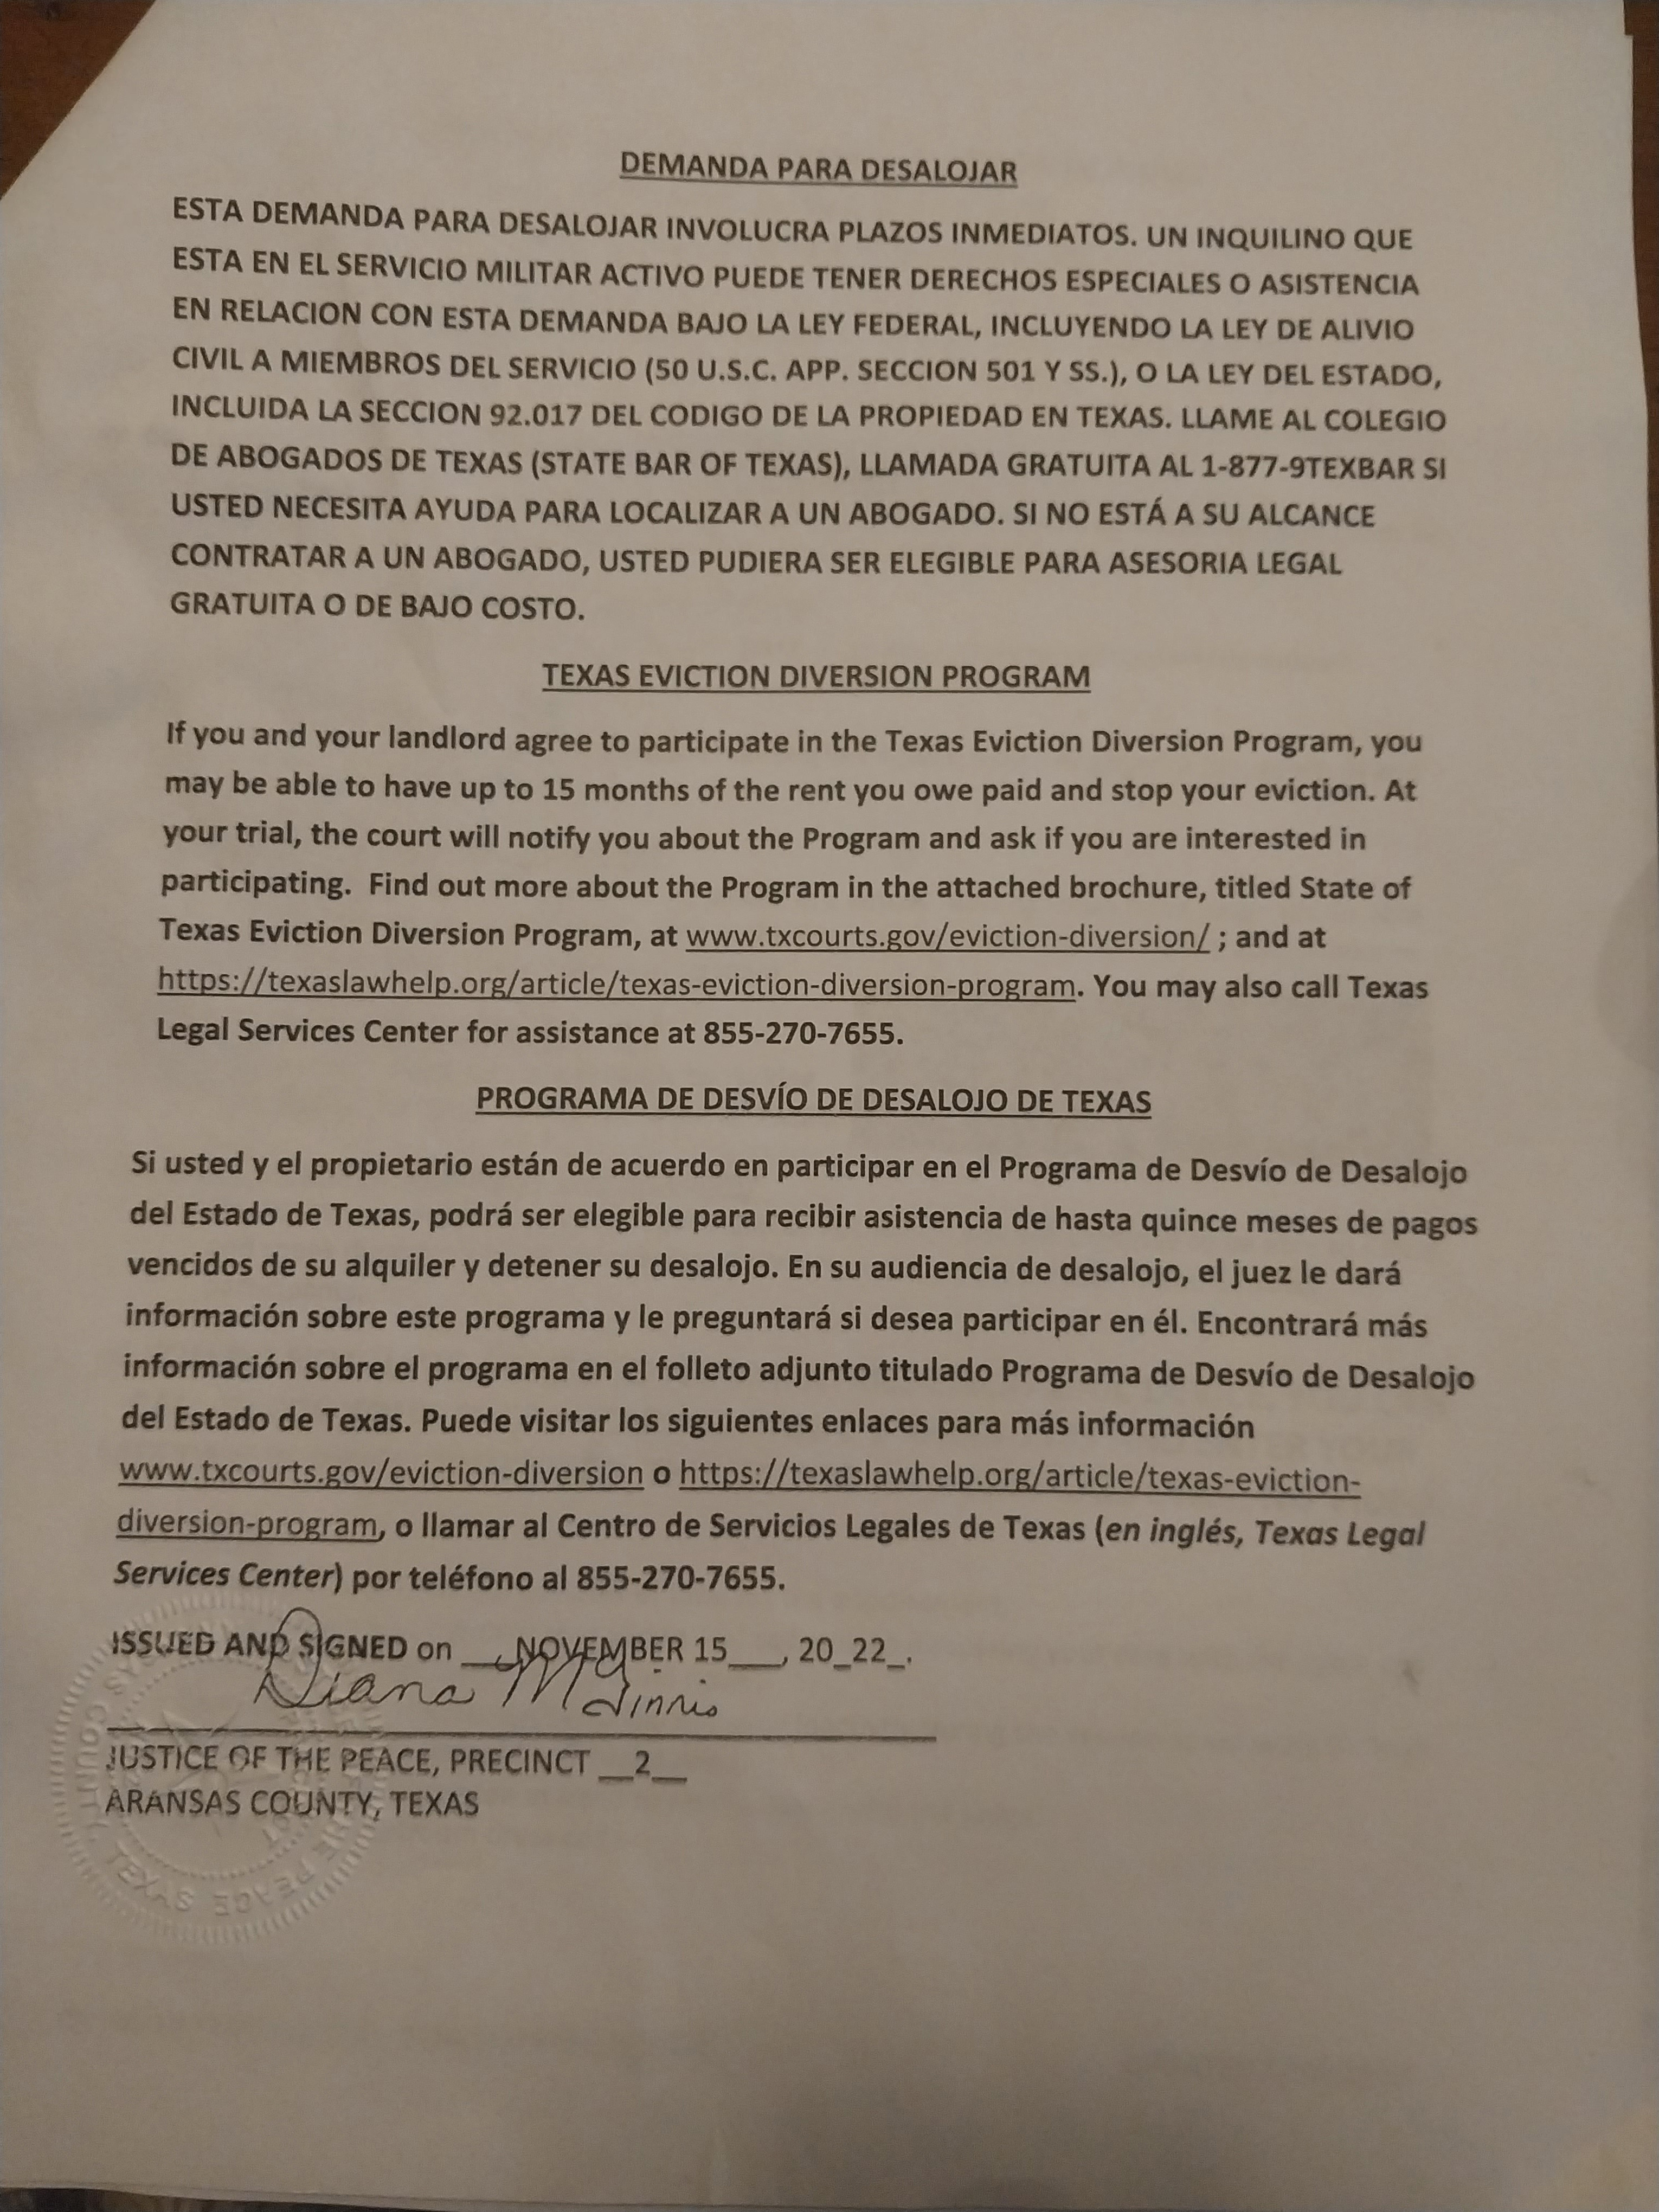 DEMANDA PARA DESALOJAR
ESTA DEMANDA PARA DESALOJAR INVOLUCRA PLAZOS INMEDIATOS. UN INQUILINO QUE
ESTA EN EL SERVICIO MILITAR ACTIVO PUEDE TENER DERECHOS ESPECIALES O ASISTENCIA
EN RELACION CON ESTA DEMANDA BAJO LA LEY FEDERAL, INCLUYENDO LA LEY DE ALIVIO
CIVIL A MIEMBROS DEL SERVICIO (50 U.S.C. APP. SECCION 501 Y SS.), O LA LEY DEL ESTADO,
INCLUIDA LA SECCION 92.017 DEL CODIGO DE LA PROPIEDAD EN TEXAS. LLAME AL COLEGIO
DE ABOGADOS DE TEXAS (STATE BAR OF TEXAS), LLAMADA GRATUITA AL 1-877-9TEXBAR SI
USTED NECESITA AYUDA PARA LOCALIZAR A UN ABOGADO. SI NO ESTÁ A SU ALCANCE
CONTRATAR A UN ABOGADO, USTED PUDIERA SER ELEGIBLE PARA ASESORIA LEGAL
GRATUITA O DE BAJO COSTO.
TEXAS EVICTION DIVERSION PROGRAM
If you and your landlord agree to participate in the Texas Eviction Diversion Program, you
may be able to have up to 15 months of the rent you owe paid and stop your eviction. At
your trial, the court will notify you about the Program and ask if you are interested in
participating. Find out more about the Program in the attached brochure, titled State of
Texas Eviction Diversion Program, at www.txcourts.gov/eviction-diversion/ ; and at
https://texaslawhelp.org/article/texas-eviction-diversion-program. You may also call Texas
Legal Services Center for assistance at 855-270-7655.
PROGRAMA DE DESVÍO DE DESALOJO DE TEXAS
Si usted y el propietario están de acuerdo en participar en el Programa de Desvío de Desalojo
del Estado de Texas, podrá ser elegible para recibir asistencia de hasta quince meses de pagos
vencidos de su alquiler y detener su desalojo. En su audiencia de desalojo, el juez le dará
información sobre este programa y le preguntará si desea participar en él. Encontrará más
información sobre el programa en el folleto adjunto titulado Programa de Desvío de Desalojo
del Estado de Texas. Puede visitar los siguientes enlaces para más información
www.txcourts.gov/eviction-diversion o https://texaslawhelp.org/article/texas-eviction-
diversion-program, o llamar al Centro de Servicios Legales de Texas (en inglés, Texas Legal
Services Center) por teléfono al 855-270-7655.
ISSUED AND SIGNED on __NOVEMBER 15___, 20_22_.
Diana McGinnis
JUSTICE OF THE PEACE, PRECINCT __2__
ARANSAS COUNTY, TEXAS